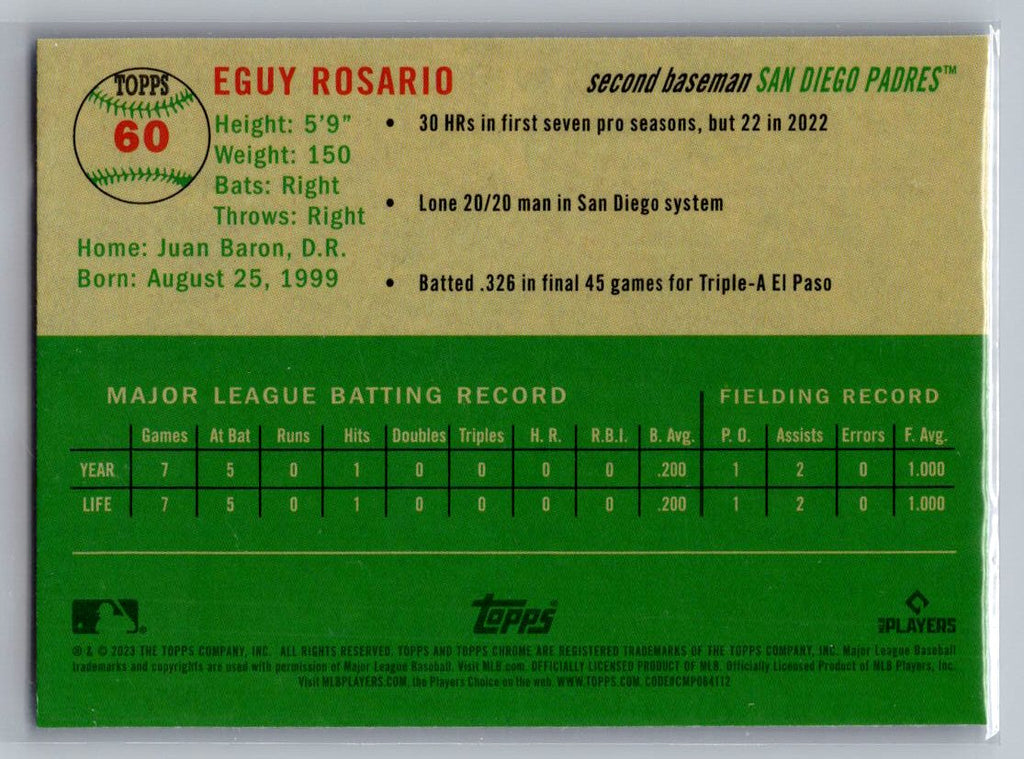 TOPPS
60
EGUY ROSARIO
second baseman SAN DIEGO PADRES™
Height: 5'9"
Weight: 150
Bats: Right
Throws: Right
Home: Juan Baron, D.R.
Born: August 25, 1999
• 30 HRs in first seven pro seasons, but 22 in 2022
• Lone 20/20 man in San Diego system
• Batted .326 in final 45 games for Triple-A El Paso
MAJOR LEAGUE BATTING RECORD FIELDING RECORD
Games At Bat Runs Hits Doubles Triples H. R. R.B.I. B. Avg. P. O. Assists Errors F. Avg.
YEAR 7 5 0 1 0 0 0 0 .200 1 2 0 1.000
LIFE 7 5 0 1 0 0 0 0 .200 1 2 0 1.000
Topps
MLB PLAYERS
® & © 2023 THE TOPPS COMPANY, INC. ALL RIGHTS RESERVED. TOPPS AND TOPPS CHROME ARE REGISTERED TRADEMARKS OF THE TOPPS COMPANY, INC. Major League Baseball
trademarks and copyrights are used with permission of Major League Baseball. Visit MLB.com. OFFICIALLY LICENSED PRODUCT OF MLB. Officially Licensed Product of MLB Players, Inc.
Visit MLBPLAYERS.COM, the Players Choice on the web. WWW.TOPPS.COM. CODE#CMP084112